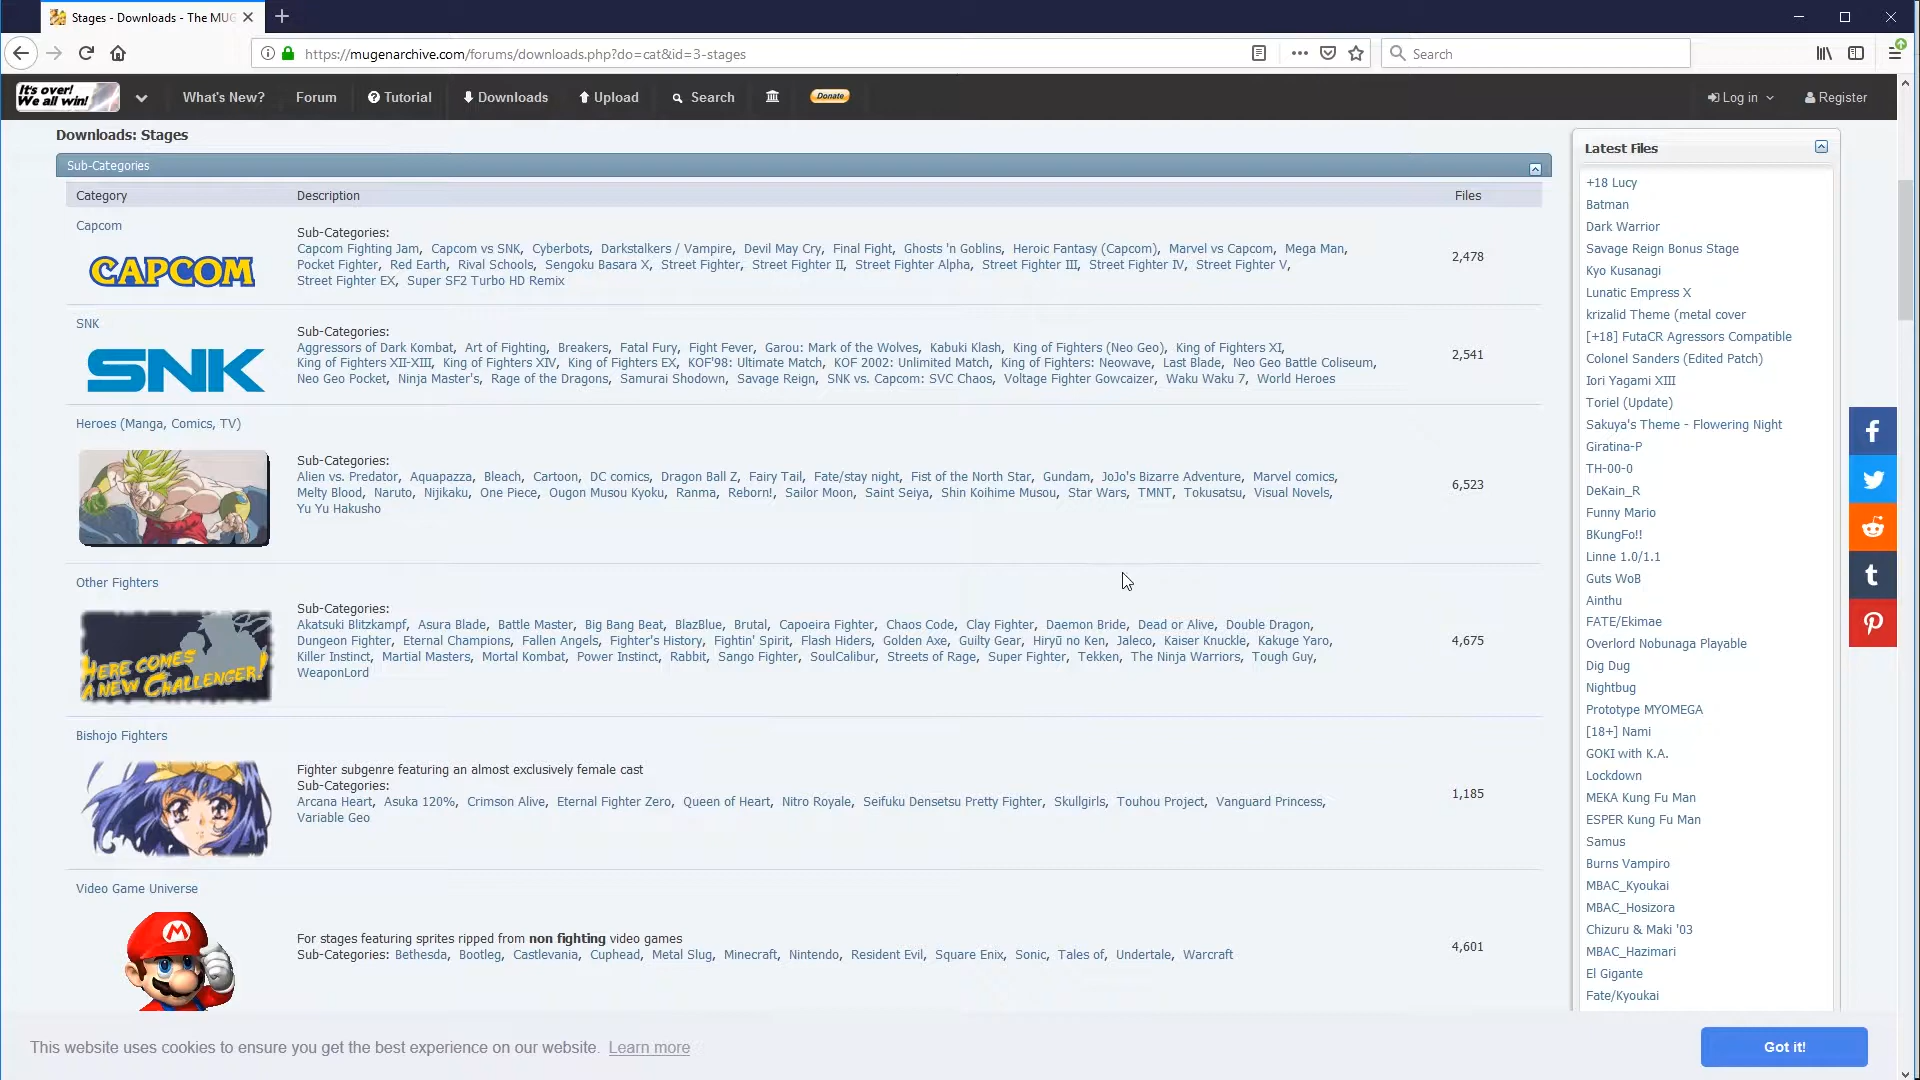 Stages - Downloads - The MUG
https://mugenarchive.com/forums/downloads.php?do=cat&id=3-stages
Search
It's over!
We all win!
What's New?
Forum
Tutorial
Downloads
Upload
Search
Donate
Log in
Register
Downloads: Stages
Sub-Categories
Category Description Files
Capcom
CAPCOM
Sub-Categories:
Capcom Fighting Jam, Capcom vs SNK, Cyberbots, Darkstalkers / Vampire, Devil May Cry, Final Fight, Ghosts 'n Goblins, Heroic Fantasy (Capcom), Marvel vs Capcom, Mega Man,
Pocket Fighter, Red Earth, Rival Schools, Sengoku Basara X, Street Fighter, Street Fighter II, Street Fighter Alpha, Street Fighter III, Street Fighter IV, Street Fighter V,
Street Fighter EX, Super SF2 Turbo HD Remix
2,478
SNK
SNK
Sub-Categories:
Aggressors of Dark Kombat, Art of Fighting, Breakers, Fatal Fury, Fight Fever, Garou: Mark of the Wolves, Kabuki Klash, King of Fighters (Neo Geo), King of Fighters XI,
King of Fighters XII-XIII, King of Fighters XIV, King of Fighters EX, KOF'98: Ultimate Match, KOF 2002: Unlimited Match, King of Fighters: Neowave, Last Blade, Neo Geo Battle Coliseum,
Neo Geo Pocket, Ninja Master's, Rage of the Dragons, Samurai Shodown, Savage Reign, SNK vs. Capcom: SVC Chaos, Voltage Fighter Gowcaizer, Waku Waku 7, World Heroes
2,541
Heroes (Manga, Comics, TV)
Sub-Categories:
Alien vs. Predator, Aquapazza, Bleach, Cartoon, DC comics, Dragon Ball Z, Fairy Tail, Fate/stay night, Fist of the North Star, Gundam, JoJo's Bizarre Adventure, Marvel comics,
Melty Blood, Naruto, Nijikaku, One Piece, Ougon Musou Kyoku, Ranma, Reborn!, Sailor Moon, Saint Seiya, Shin Koihime Musou, Star Wars, TMNT, Tokusatsu, Visual Novels,
Yu Yu Hakusho
6,523
Other Fighters
HERE COMES
A NEW CHALLENGER!
Sub-Categories:
Akatsuki Blitzkampf, Asura Blade, Battle Master, Big Bang Beat, BlazBlue, Brutal, Capoeira Fighter, Chaos Code, Clay Fighter, Daemon Bride, Dead or Alive, Double Dragon,
Dungeon Fighter, Eternal Champions, Fallen Angels, Fighter's History, Fightin' Spirit, Flash Hiders, Golden Axe, Guilty Gear, Hiryū no Ken, Jaleco, Kaiser Knuckle, Kakuge Yaro,
Killer Instinct, Martial Masters, Mortal Kombat, Power Instinct, Rabbit, Sango Fighter, SoulCalibur, Streets of Rage, Super Fighter, Tekken, The Ninja Warriors, Tough Guy,
WeaponLord
4,675
Bishojo Fighters
Fighter subgenre featuring an almost exclusively female cast
Sub-Categories:
Arcana Heart, Asuka 120%, Crimson Alive, Eternal Fighter Zero, Queen of Heart, Nitro Royale, Seifuku Densetsu Pretty Fighter, Skullgirls, Touhou Project, Vanguard Princess,
Variable Geo
1,185
Video Game Universe
M
For stages featuring sprites ripped from non fighting video games
Sub-Categories: Bethesda, Bootleg, Castlevania, Cuphead, Metal Slug, Minecraft, Nintendo, Resident Evil, Square Enix, Sonic, Tales of, Undertale, Warcraft
4,601
Latest Files
+18 Lucy
Batman
Dark Warrior
Savage Reign Bonus Stage
Kyo Kusanagi
Lunatic Empress X
krizalid Theme (metal cover
[+18] FutaCR Agressors Compatible
Colonel Sanders (Edited Patch)
Iori Yagami XIII
Toriel (Update)
Sakuya's Theme - Flowering Night
Giratina-P
TH-00-0
DeKain_R
Funny Mario
BKungFo!!
Linne 1.0/1.1
Guts WoB
Ainthu
FATE/Ekimae
Overlord Nobunaga Playable
Dig Dug
Nightbug
Prototype MYOMEGA
[18+] Nami
GOKI with K.A.
Lockdown
MEKA Kung Fu Man
ESPER Kung Fu Man
Samus
Burns Vampiro
MBAC_Kyoukai
MBAC_Hosizora
Chizuru & Maki '03
MBAC_Hazimari
El Gigante
Fate/Kyoukai
This website uses cookies to ensure you get the best experience on our website. Learn more
Got it!